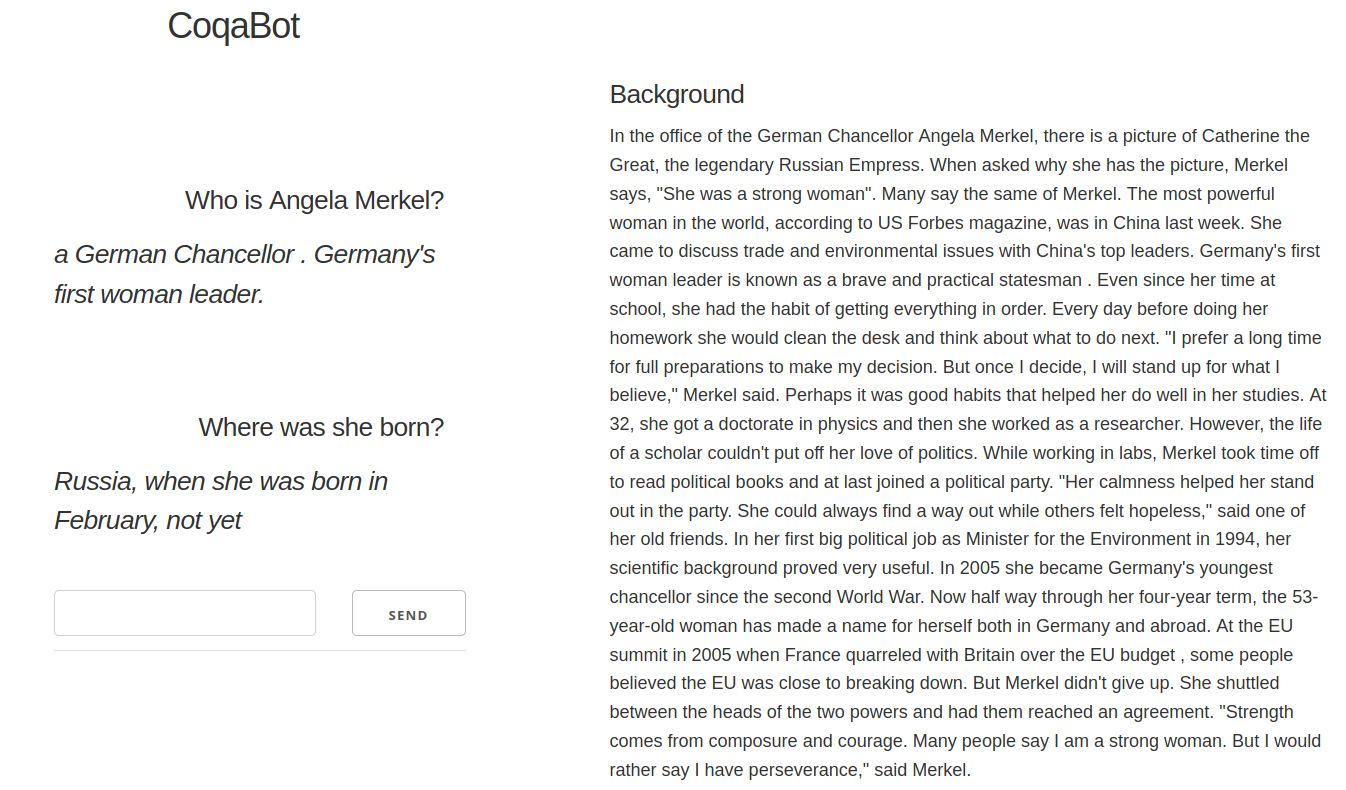 CoqaBot
Who is Angela Merkel?
a German Chancellor . Germany's
first woman leader.
Where was she born?
Russia, when she was born in
February, not yet
SEND
Background
In the office of the German Chancellor Angela Merkel, there is a picture of Catherine the
Great, the legendary Russian Empress. When asked why she has the picture, Merkel
says, "She was a strong woman". Many say the same of Merkel. The most powerful
woman in the world, according to US Forbes magazine, was in China last week. She
came to discuss trade and environmental issues with China's top leaders. Germany's first
woman leader is known as a brave and practical statesman . Even since her time at
school, she had the habit of getting everything in order. Every day before doing her
homework she would clean the desk and think about what to do next. "I prefer a long time
for full preparations to make my decision. But once I decide, I will stand up for what I
believe," Merkel said. Perhaps it was good habits that helped her do well in her studies. At
32, she got a doctorate in physics and then she worked as a researcher. However, the life
of a scholar couldn't put off her love of politics. While working in labs, Merkel took time off
to read political books and at last joined a political party. "Her calmness helped her stand
out in the party. She could always find a way out while others felt hopeless," said one of
her old friends. In her first big political job as Minister for the Environment in 1994, her
scientific background proved very useful. In 2005 she became Germany's youngest
chancellor since the second World War. Now half way through her four-year term, the 53-
year-old woman has made a name for herself both in Germany and abroad. At the EU
summit in 2005 when France quarreled with Britain over the EU budget , some people
believed the EU was close to breaking down. But Merkel didn't give up. She shuttled
between the heads of the two powers and had them reached an agreement. "Strength
comes from composure and courage. Many people say I am a strong woman. But I would
rather say I have perseverance," said Merkel.